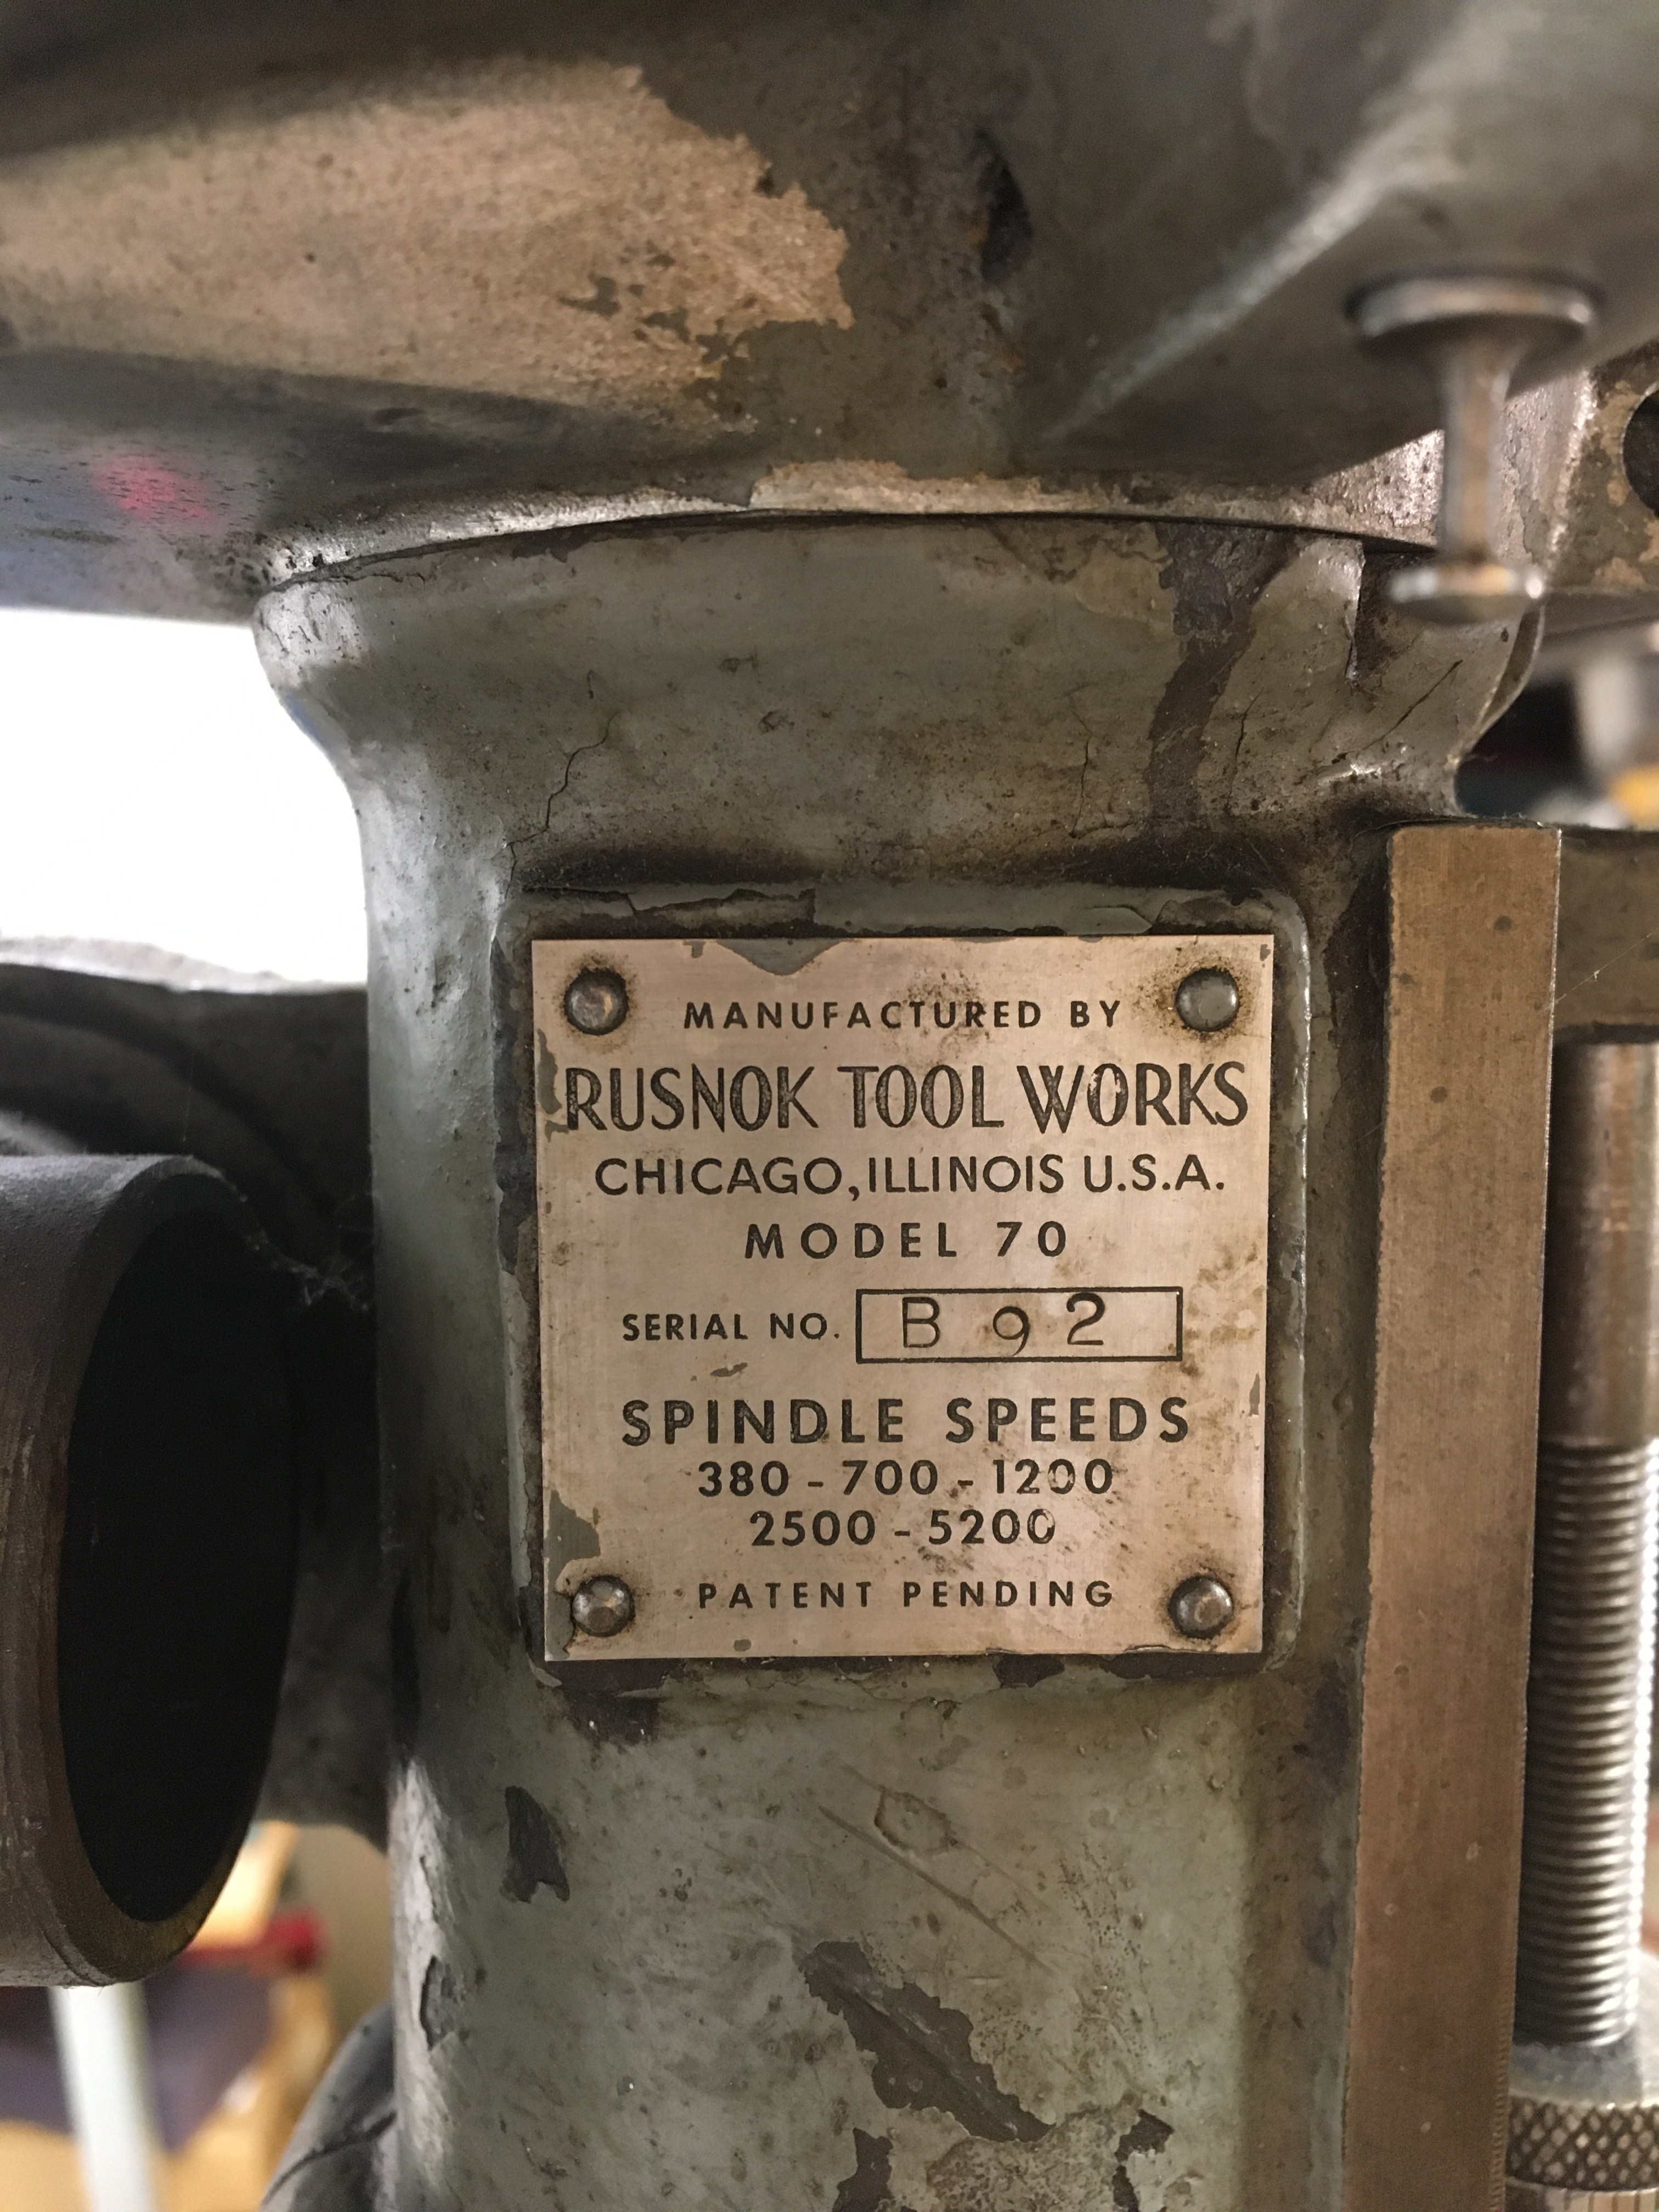 MANUFACTURED BY
RUSNOK TOOL WORKS
CHICAGO, ILLINOIS U.S.A.
MODEL 70
SERIAL NO. B 92
SPINDLE SPEEDS
380 - 700 - 1200
2500 - 5200
PATENT PENDING